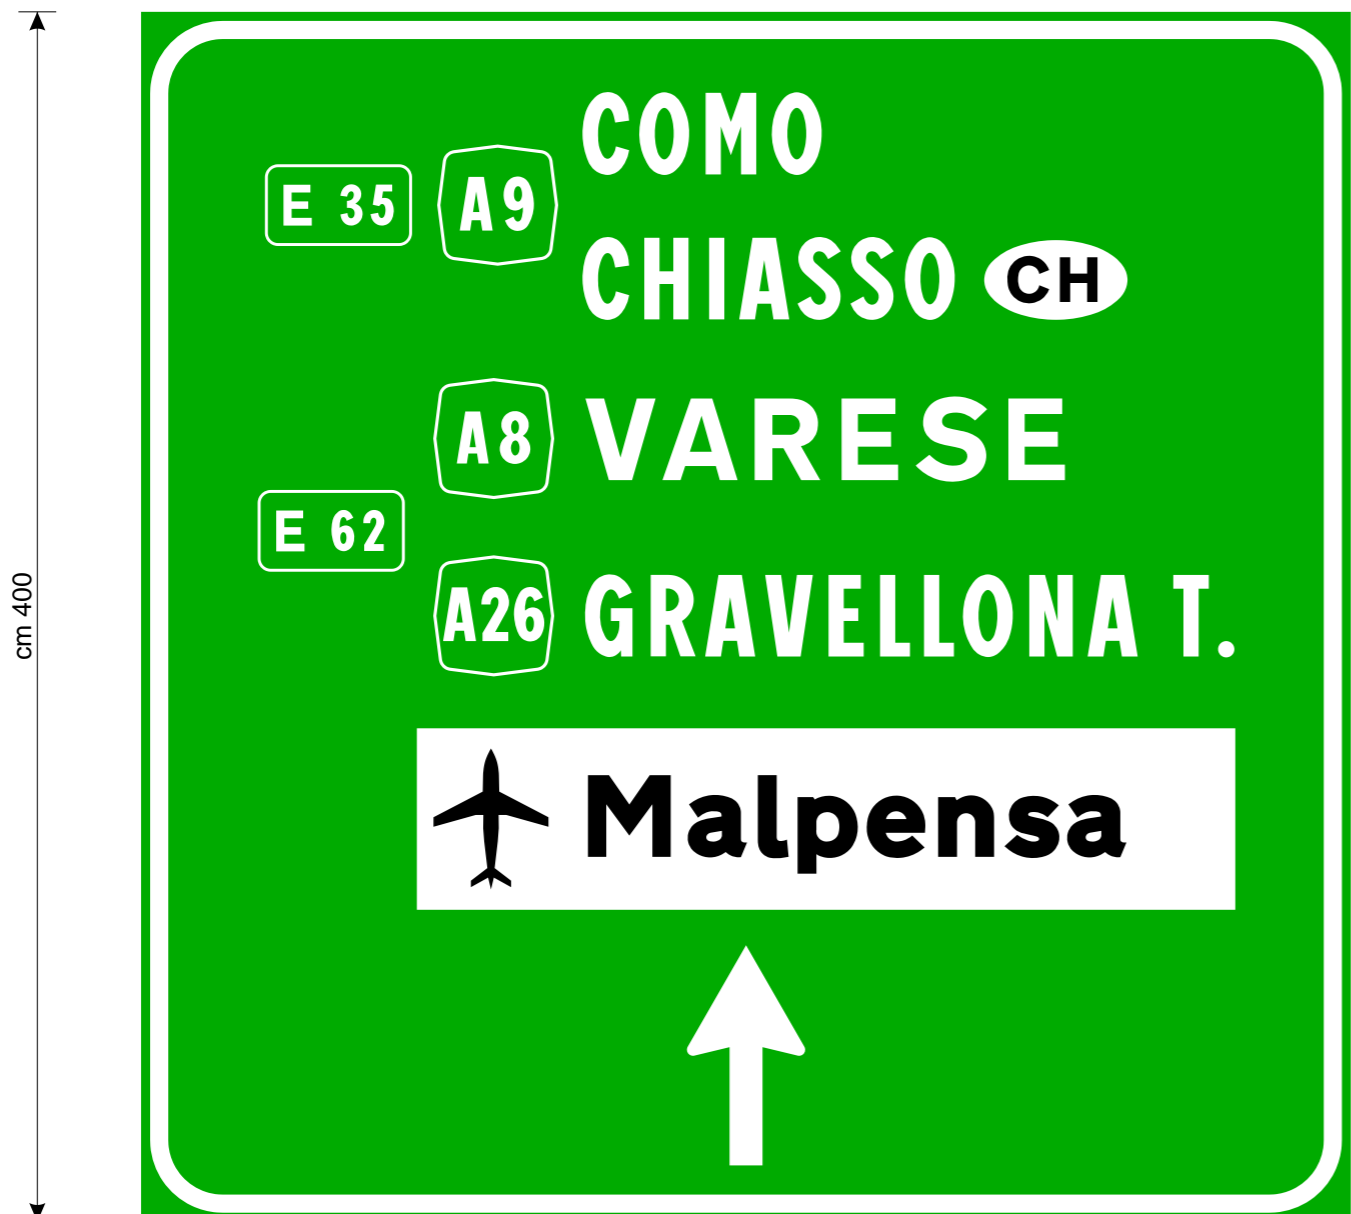 COMO
E 35 A9
CHIASSO CH
A8 VARESE
E 62
A26 GRAVELLONA T.
Malpensa
cm 400